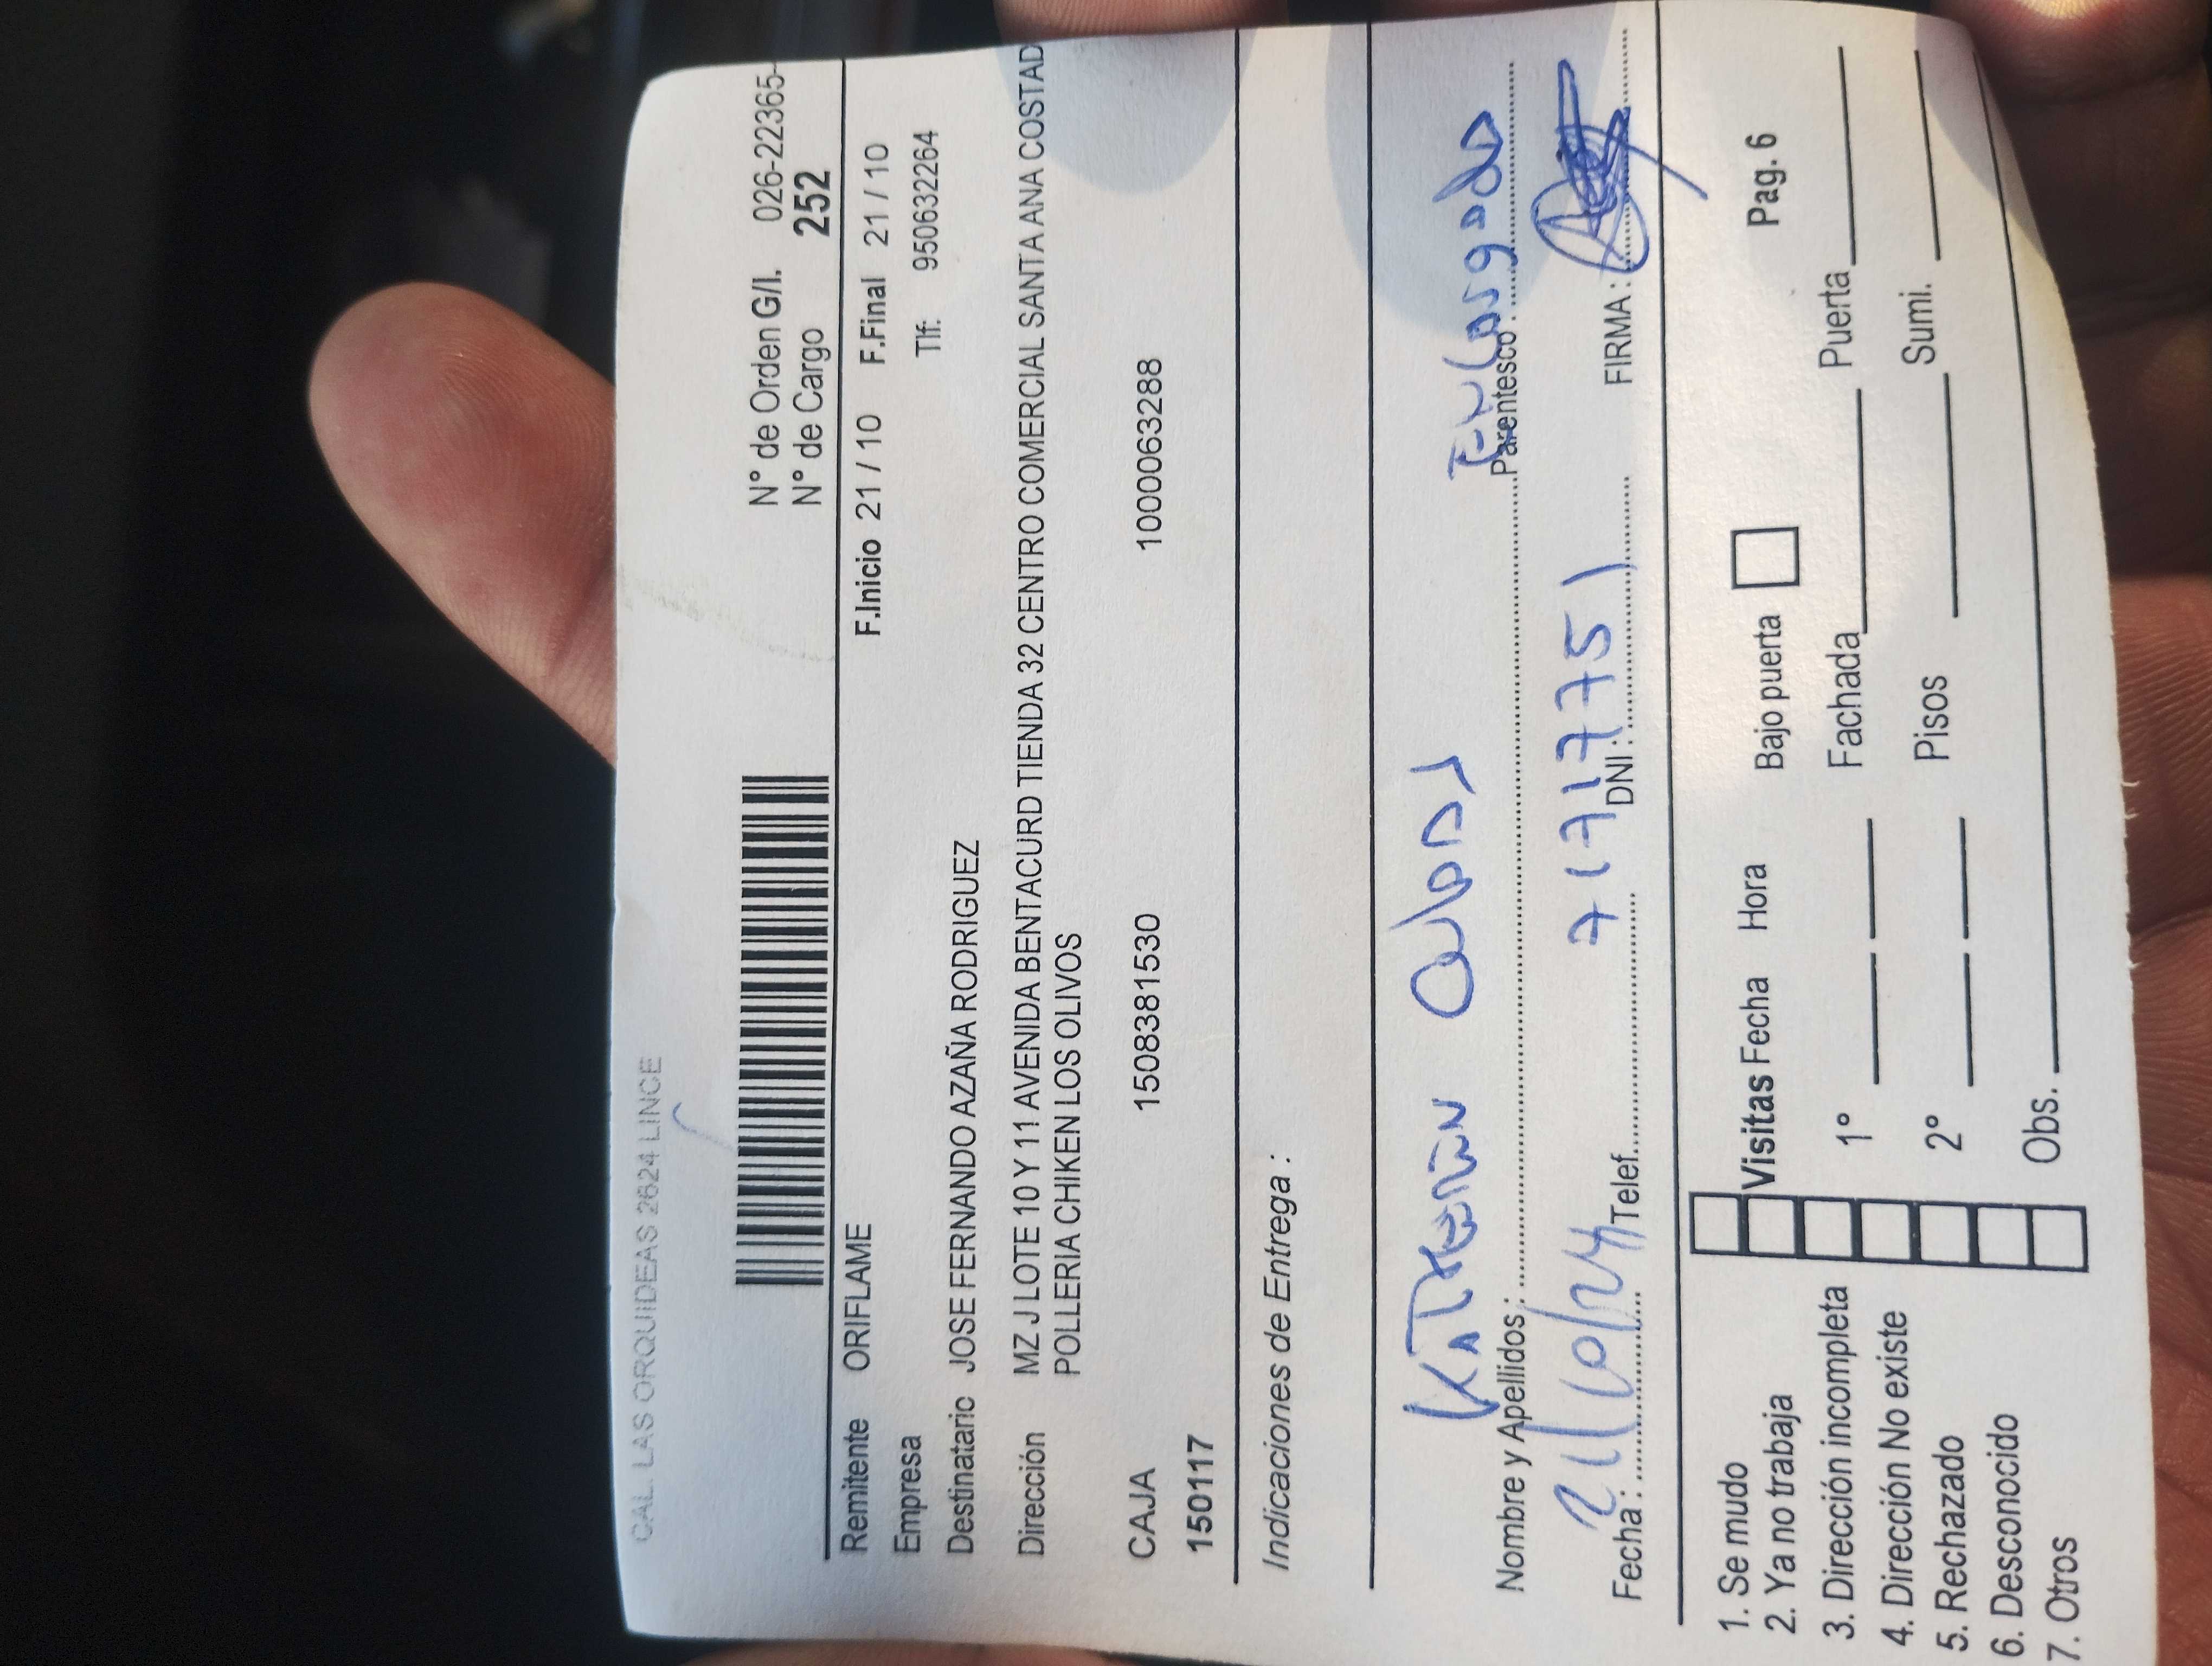 CAL. LAS ORQUIDEAS 2624 LINCE
N° de Orden G/I. 026-22365-
N° de Cargo 252
Remitente ORIFLAME F.Inicio 21 / 10 F.Final 21 / 10
Empresa Tlf: 950632264
Destinatario JOSE FERNANDO AZAÑA RODRIGUEZ
Dirección MZ J LOTE 10 Y 11 AVENIDA BENTACURD TIENDA 32 CENTRO COMERCIAL SANTA ANA COSTAD
POLLERIA CHIKEN LOS OLIVOS
CAJA 1508381530 100063288
150117
Indicaciones de Entrega :
Nombre y Apellidos : Parentesco : Encargado
Fecha : 21/10/24 Telef. DNI : 71717751 FIRMA :
1. Se mudo
2. Ya no trabaja
3. Dirección incompleta
4. Dirección No existe
5. Rechazado
6. Desconocido
7. Otros
Visitas Fecha Hora Bajo puerta Pag. 6
1° Fachada Puerta
2° Pisos Sumi.
Obs.